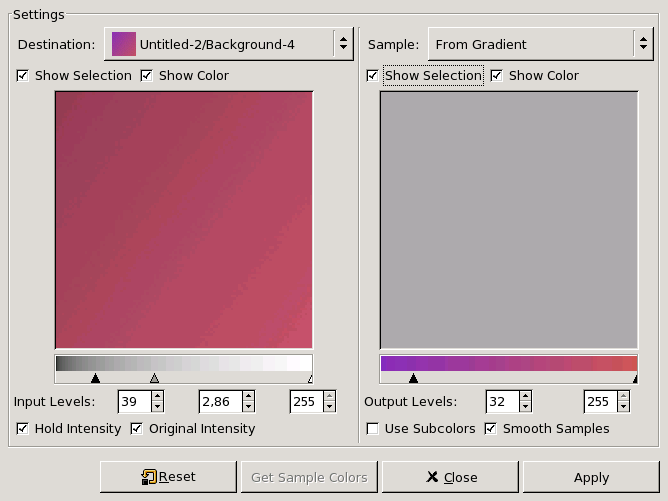 Settings
Destination: Untitled-2/Background-4
Sample: From Gradient
Show Selection Show Color
Show Selection Show Color
Input Levels: 39 2,86 255
Output Levels: 32 255
Hold Intensity Original Intensity
Use Subcolors Smooth Samples
Reset Get Sample Colors Close Apply